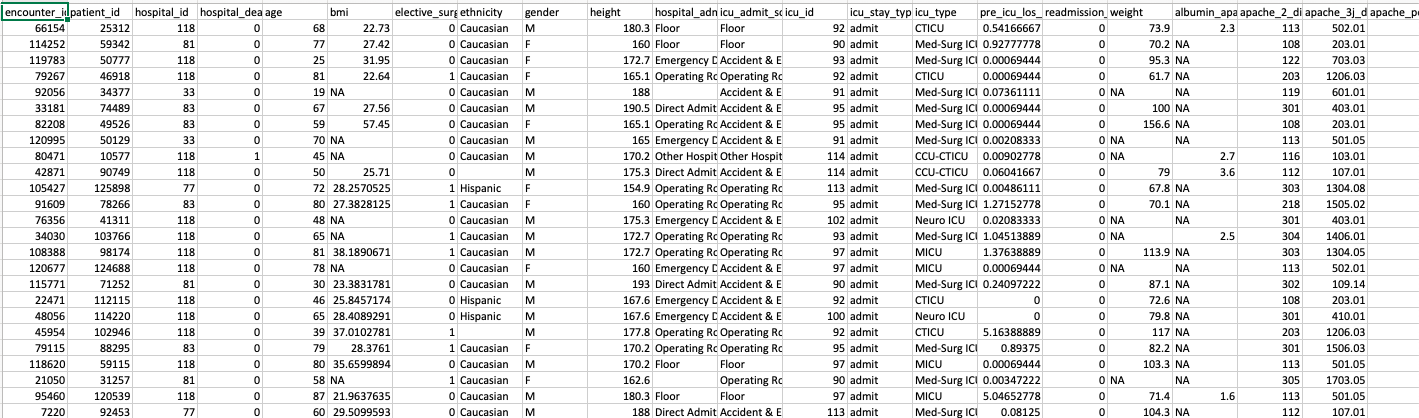 encounter_i patient_id hospital_id hospital_dea age bmi elective_surg ethnicity gender height hospital_adm icu_admit_so icu_id icu_stay_typ icu_type pre_icu_los_ readmission_ weight albumin_apa apache_2_di apache_3j_d apache_po
66154 25312 118 0 68 22.73 0 Caucasian M 180.3 Floor Floor 92 admit CTICU 0.54166667 0 73.9 2.3 113 502.01
114252 59342 81 0 77 27.42 0 Caucasian F 160 Floor Floor 90 admit Med-Surg ICU 0.92777778 0 70.2 NA 108 203.01
119783 50777 118 0 25 31.95 0 Caucasian F 172.7 Emergency D Accident & E 93 admit Med-Surg ICU 0.00069444 0 95.3 NA 122 703.03
79267 46918 118 0 81 22.64 1 Caucasian F 165.1 Operating Ro Operating Ro 92 admit CTICU 0.00069444 0 61.7 NA 203 1206.03
92056 34377 33 0 19 NA 0 Caucasian M 188 Accident & E 91 admit Med-Surg ICU 0.07361111 0 NA NA 119 601.01
33181 74489 83 0 67 27.56 0 Caucasian M 190.5 Direct Admit Accident & E 95 admit Med-Surg ICU 0.00069444 0 100 NA 301 403.01
82208 49526 83 0 59 57.45 0 Caucasian F 165.1 Operating Ro Accident & E 95 admit Med-Surg ICU 0.00069444 0 156.6 NA 108 203.01
120995 50129 33 0 70 NA 0 Caucasian M 165 Emergency D Accident & E 91 admit Med-Surg ICU 0.00208333 0 NA NA 113 501.05
80471 10577 118 1 45 NA 0 Caucasian M 170.2 Other Hospit Other Hospit 114 admit CCU-CTICU 0.00902778 0 NA 2.7 116 103.01
42871 90749 118 0 50 25.71 0 M 175.3 Direct Admit Accident & E 114 admit CCU-CTICU 0.06041667 0 79 3.6 112 107.01
105427 125898 77 0 72 28.2570525 1 Hispanic F 154.9 Operating Ro Operating Ro 113 admit Med-Surg ICU 0.00486111 0 67.8 NA 303 1304.08
91609 78266 83 0 80 27.3828125 1 Caucasian F 160 Operating Ro Operating Ro 95 admit Med-Surg ICU 1.27152778 0 70.1 NA 218 1505.02
76356 41311 118 0 48 NA 0 Caucasian M 175.3 Emergency D Accident & E 102 admit Neuro ICU 0.02083333 0 NA NA 301 403.01
34030 103766 118 0 65 NA 1 Caucasian M 172.7 Operating Ro Operating Ro 93 admit Med-Surg ICU 1.04513889 0 NA 2.5 304 1406.01
108388 98174 118 0 81 38.1890671 1 Caucasian M 172.7 Operating Ro Operating Ro 97 admit MICU 1.37638889 0 113.9 NA 303 1304.05
120677 124688 118 0 78 NA 0 Caucasian F 160 Emergency D Accident & E 97 admit MICU 0.00069444 0 NA NA 113 502.01
115771 71252 81 0 30 23.3831781 0 Caucasian M 193 Direct Admit Accident & E 90 admit Med-Surg ICU 0.24097222 0 87.1 NA 302 109.14
22471 112115 118 0 46 25.8457174 0 Hispanic M 167.6 Emergency D Accident & E 92 admit CTICU 0 0 72.6 NA 108 203.01
48056 114220 118 0 65 28.4089291 0 Hispanic M 167.6 Emergency D Accident & E 100 admit Neuro ICU 0 0 79.8 NA 301 410.01
45954 102946 118 0 39 37.0102781 1 M 177.8 Operating Ro Operating Ro 92 admit CTICU 5.16388889 0 117 NA 203 1206.03
79115 88295 83 0 79 28.3761 1 Caucasian F 170.2 Operating Ro Operating Ro 95 admit Med-Surg ICU 0.89375 0 82.2 NA 301 1506.03
118620 59115 118 0 80 35.6599894 0 Caucasian M 170.2 Floor Floor 97 admit MICU 0.00069444 0 103.3 NA 113 501.05
21050 31257 81 0 58 NA 1 Caucasian F 162.6 Operating Ro 90 admit Med-Surg ICU 0.00347222 0 NA NA 305 1703.05
95460 120539 118 0 87 21.9637635 0 Caucasian M 180.3 Floor Floor 97 admit MICU 5.04652778 0 71.4 1.6 113 501.05
7220 92453 77 0 60 29.5099593 0 Caucasian M 188 Direct Admit Accident & E 113 admit Med-Surg ICU 0.08125 0 104.3 NA 112 107.01